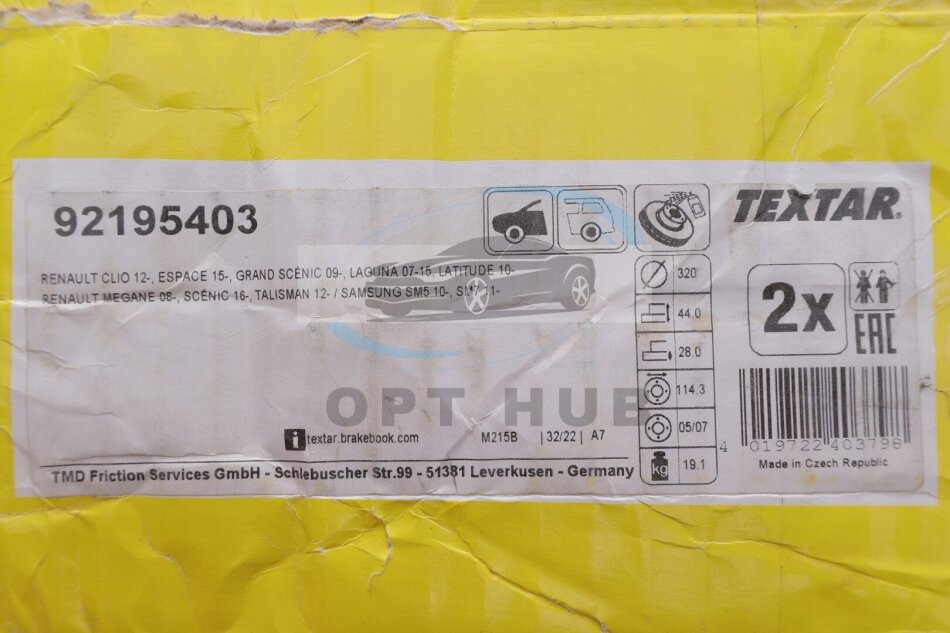 92195403
TEXTAR®
RENAULT CLIO 12-, ESPACE 15-, GRAND SCÉNIC 09-, LAGUNA 07-15, LATITUDE 10-
RENAULT MEGANE 08-, SCÉNIC 16-, TALISMAN 12- / SAMSUNG SM5 10-, SM7 11-
320
44.0
28.0
114.3
05/07
kg 19.1
2x
EAC
OPT HUB
i textar.brakebook.com M215B | 32/22 | A7
TMD Friction Services GmbH - Schlebuscher Str.99 - 51381 Leverkusen - Germany
4 019722 403798
Made in Czech Republic